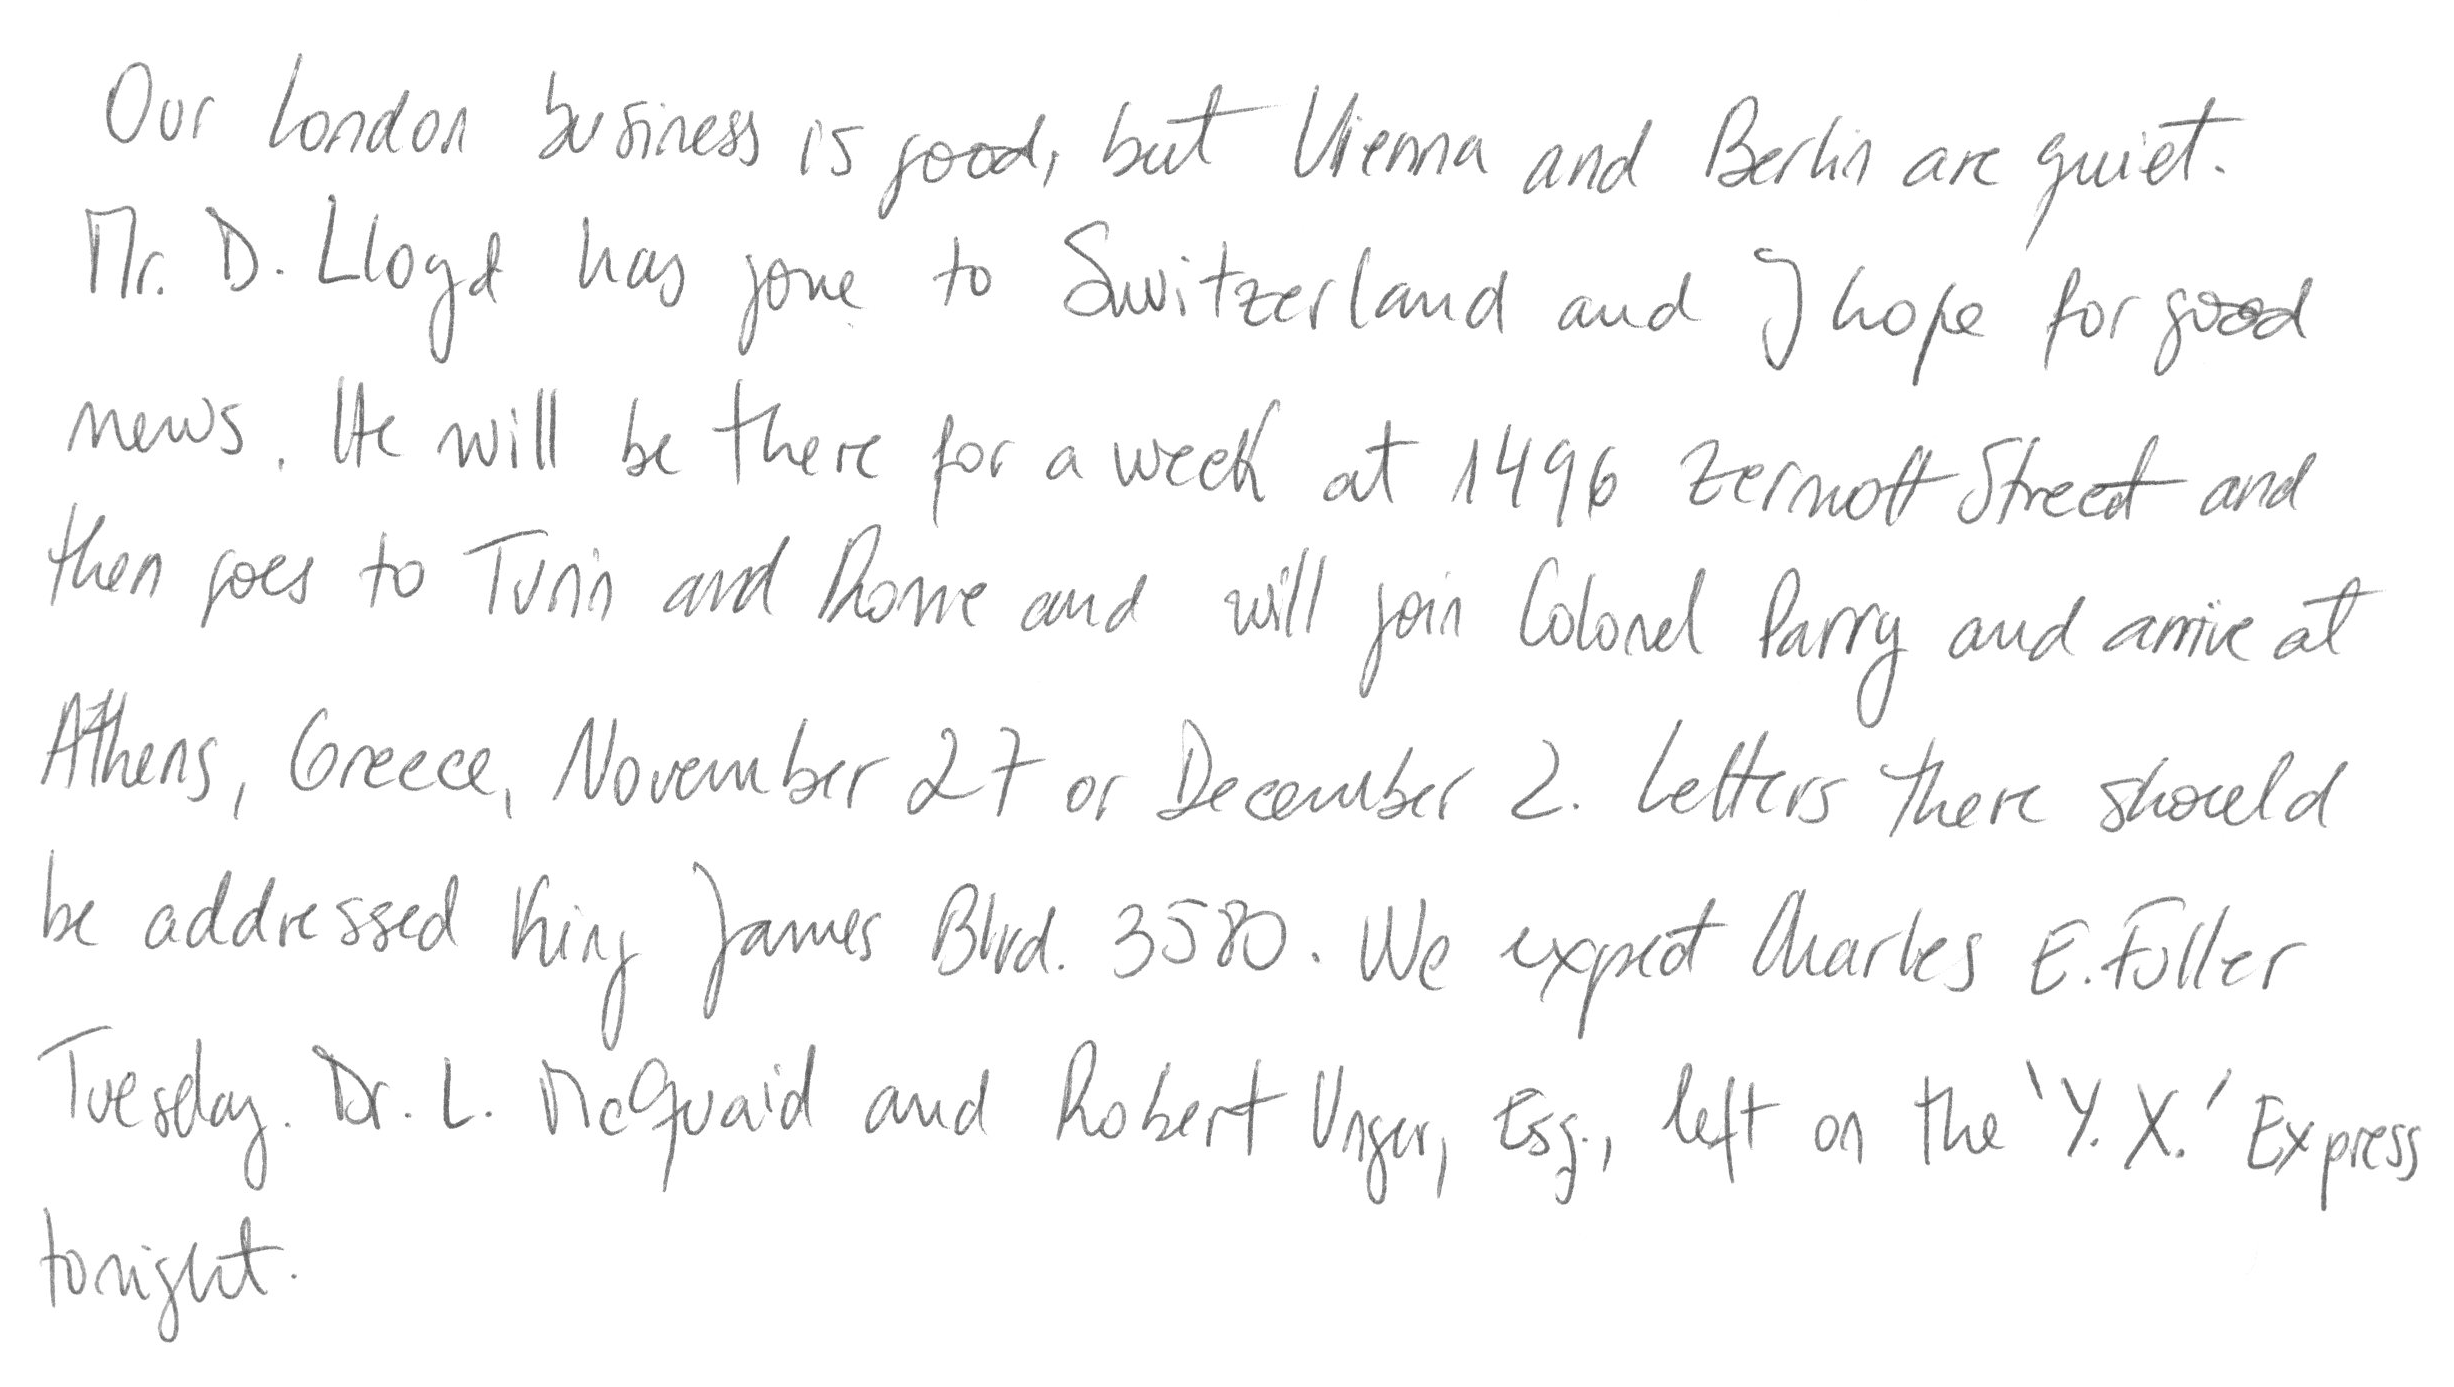 Our London business is good, but Vienna and Berlin are quiet.
Mr. D. Lloyd has gone to Switzerland and I hope for good
news. He will be there for a week at 1496 Zermott Street and
then goes to Turin and Rome and will join Colonel Parry and arrive at
Athens, Greece, November 27 or December 2. Letters there should
be addressed King James Blvd. 3580. We expect Charles E. Fuller
Tuesday. Dr. L. McQuaid and Robert Unger, Esq., left on the 'Y. X.' Express
tonight.